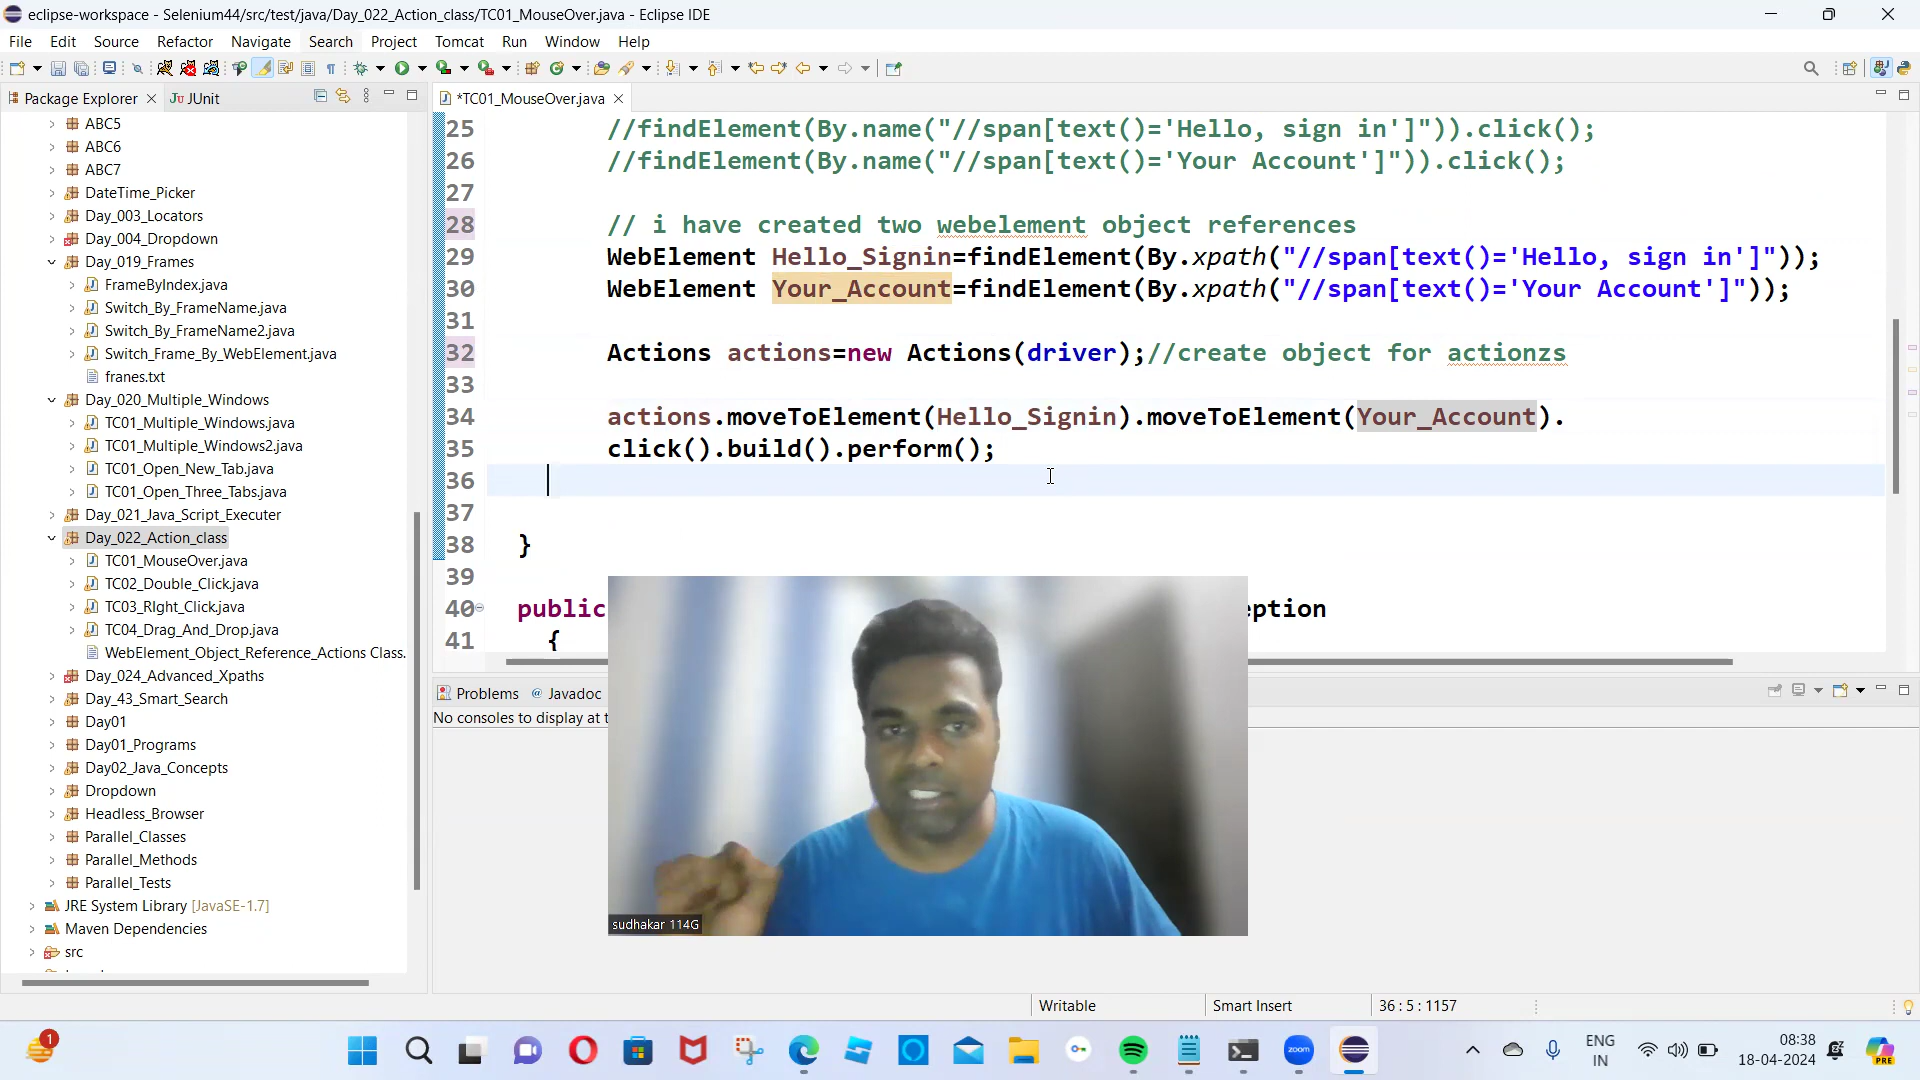 eclipse-workspace - Selenium44/src/test/java/Day_022_Action_class/TC01_MouseOver.java - Eclipse IDE
File Edit Source Refactor Navigate Search Project Tomcat Run Window Help
Package Explorer JUnit
*TC01_MouseOver.java
ABC5
ABC6
ABC7
DateTime_Picker
Day_003_Locators
Day_004_Dropdown
Day_019_Frames
FrameByIndex.java
Switch_By_FrameName.java
Switch_By_FrameName2.java
Switch_Frame_By_WebElement.java
franes.txt
Day_020_Multiple_Windows
TC01_Multiple_Windows.java
TC01_Multiple_Windows2.java
TC01_Open_New_Tab.java
TC01_Open_Three_Tabs.java
Day_021_Java_Script_Executer
Day_022_Action_class
TC01_MouseOver.java
TC02_Double_Click.java
TC03_RIght_Click.java
TC04_Drag_And_Drop.java
WebElement_Object_Reference_Actions Class.
Day_024_Advanced_Xpaths
Day_43_Smart_Search
Day01
Day01_Programs
Day02_Java_Concepts
Dropdown
Headless_Browser
Parallel_Classes
Parallel_Methods
Parallel_Tests
JRE System Library [JavaSE-1.7]
Maven Dependencies
src
25 //findElement(By.name("//span[text()='Hello, sign in']")).click();
26 //findElement(By.name("//span[text()='Your Account']")).click();
27
28 // i have created two webelement object references
29 WebElement Hello_Signin=findElement(By.xpath("//span[text()='Hello, sign in']"));
30 WebElement Your_Account=findElement(By.xpath("//span[text()='Your Account']"));
31
32 Actions actions=new Actions(driver);//create object for actionzs
33
34 actions.moveToElement(Hello_Signin).moveToElement(Your_Account).
35 click().build().perform();
36
37
38 }
39
40 public eption
41 {
Problems @ Javadoc
No consoles to display at t
sudhakar 114G
Writable Smart Insert 36 : 5 : 1157
1
zoom
ENG
IN
08:38
18-04-2024
PRE